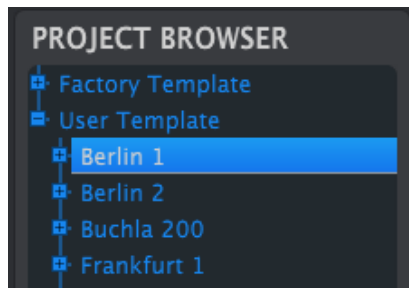 PROJECT BROWSER
Factory Template
User Template
Berlin 1
Berlin 2
Buchla 200
Frankfurt 1